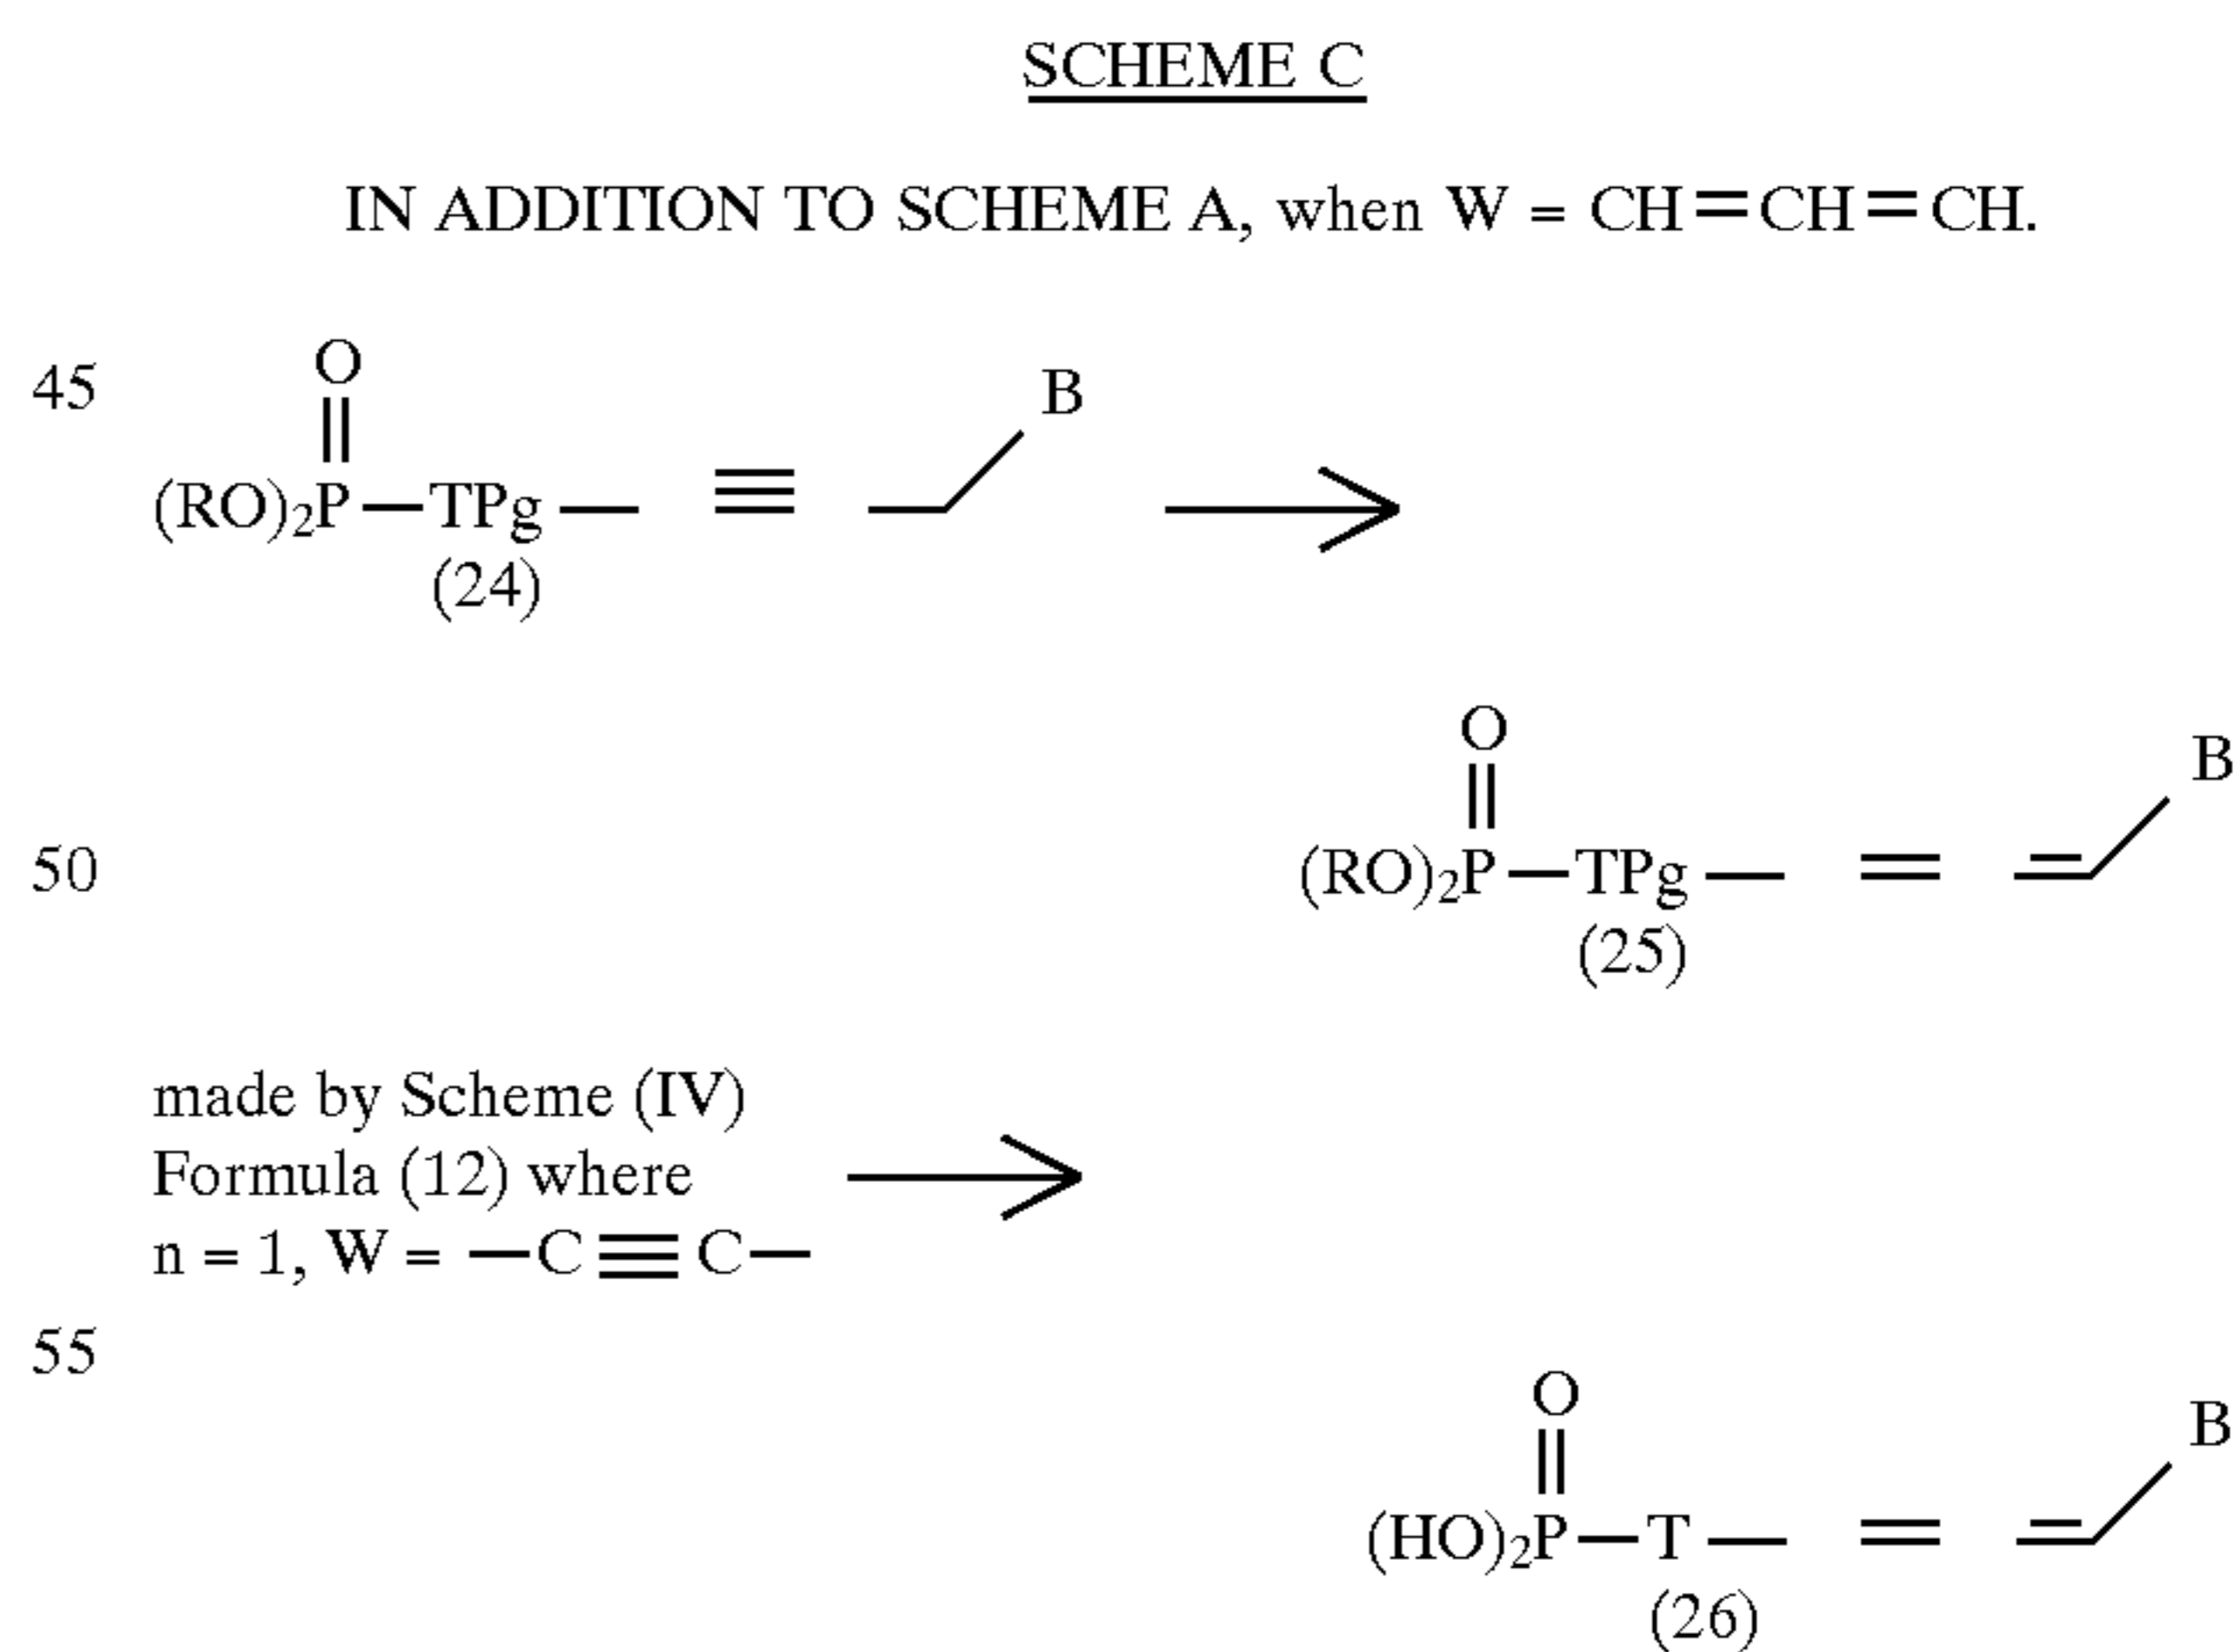 SCHEME C
IN ADDITION TO SCHEME A, when W = CH=CH=CH.
45
O
B
(RO)₂P—TPg— ≡
(24)
O
B
50
(RO)₂P—TPg— =
(25)
made by Scheme (IV)
Formula (12) where
n = 1, W = —C≡C—
55
O
B
(HO)₂P—T— =
(26)